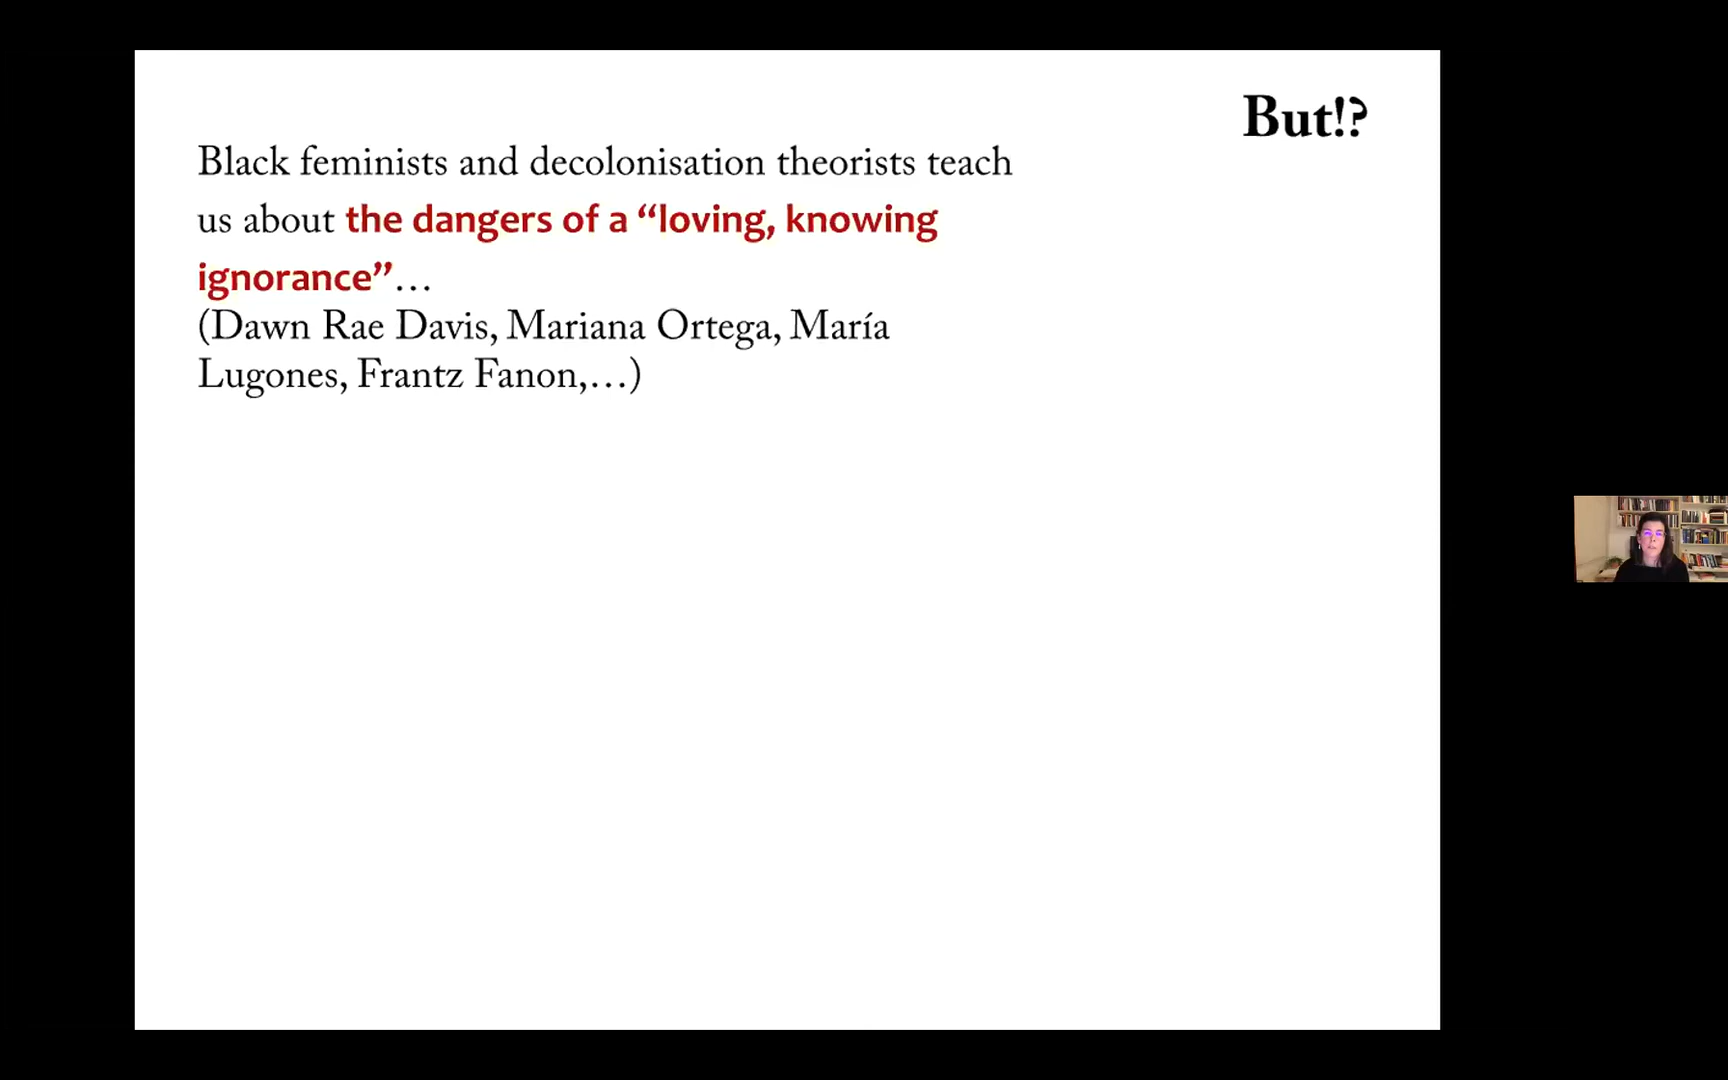 But!?
Black feminists and decolonisation theorists teach
us about the dangers of a “loving, knowing
ignorance”…
(Dawn Rae Davis, Mariana Ortega, María
Lugones, Frantz Fanon,…)